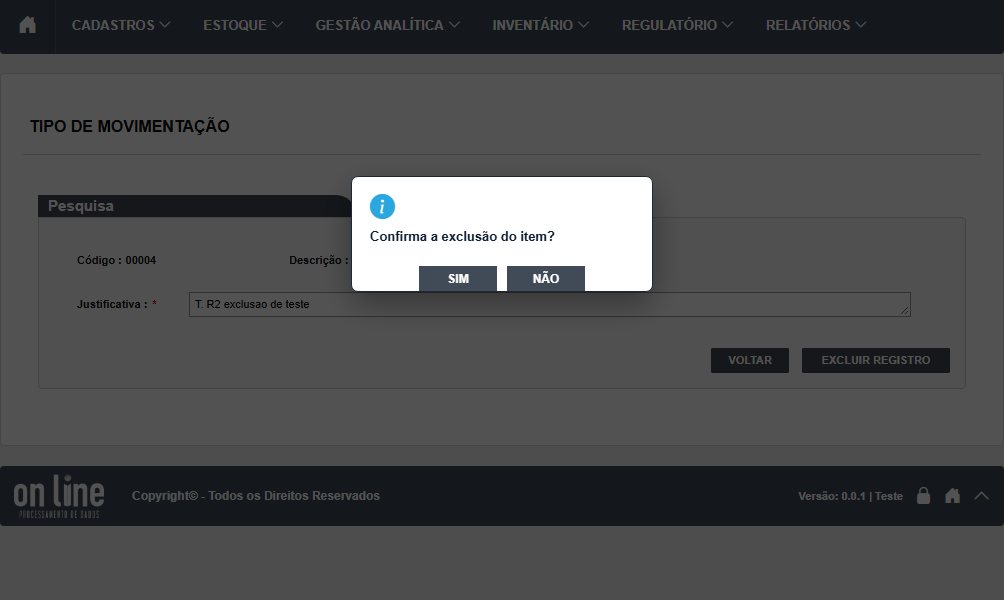 CADASTROS ESTOQUE GESTÃO ANALÍTICA INVENTÁRIO REGULATÓRIO RELATÓRIOS
TIPO DE MOVIMENTAÇÃO
Pesquisa
Confirma a exclusão do item?
SIM NÃO
Código : 00004 Descrição :
Justificativa : * T. R2 exclusao de teste
VOLTAR EXCLUIR REGISTRO
on line
PROCESSAMENTO DE DADOS
Copyright© - Todos os Direitos Reservados
Versão: 0.0.1 | Teste